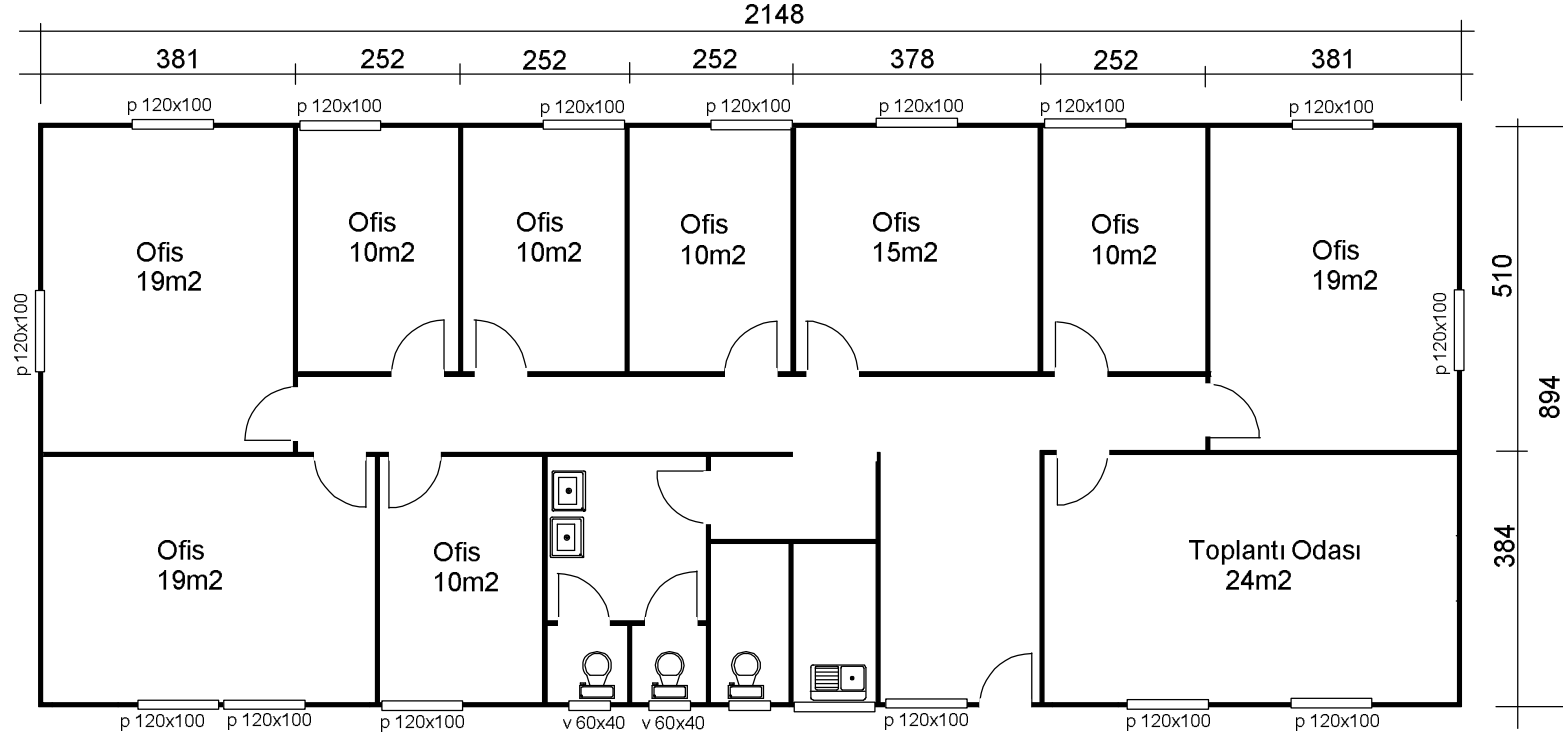 2148
381
252
252
252
378
252
381
p 120x100
p 120x100
p 120x100
p 120x100
p 120x100
p 120x100
p 120x100
Ofis
19m2
Ofis
10m2
Ofis
10m2
Ofis
10m2
Ofis
15m2
Ofis
10m2
Ofis
19m2
p 120x100
p 120x100
510
894
384
Ofis
19m2
Ofis
10m2
Toplantı Odası
24m2
p 120x100
p 120x100
p 120x100
v 60x40
v 60x40
p 120x100
p 120x100
p 120x100